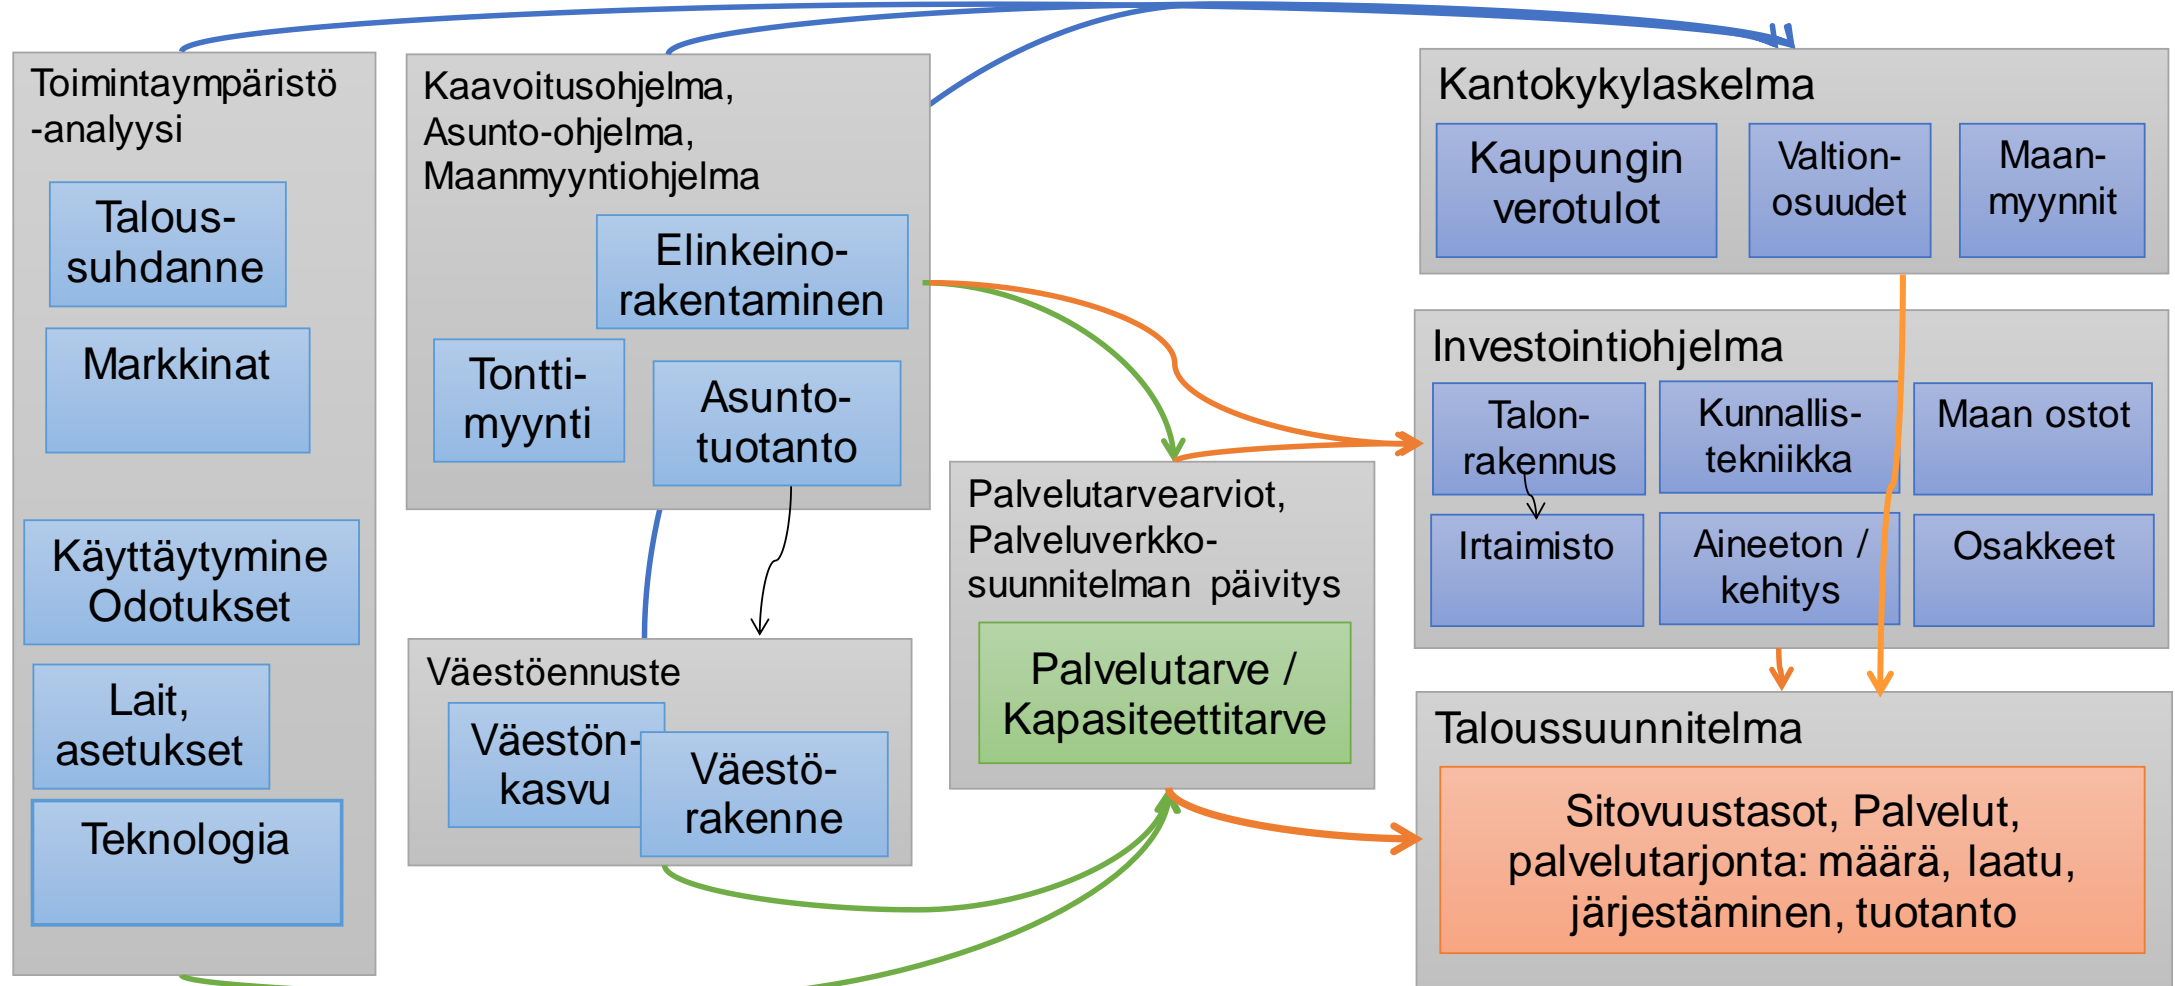 Toimintaympäristö
-analyysi
Talous-
suhdanne
Markkinat
Käyttäytymine
Odotukset
Lait,
asetukset
Teknologia
Kaavoitusohjelma,
Asunto-ohjelma,
Maanmyyntiohjelma
Elinkeino-
rakentaminen
Tontti-
myynti
Asunto-
tuotanto
Väestöennuste
Väestön-
kasvu
Väestö-
rakenne
Palvelutarvearviot,
Palveluverkko-
suunnitelman päivitys
Palvelutarve /
Kapasiteettitarve
Kantokykylaskelma
Kaupungin
verotulot
Valtion-
osuudet
Maan-
myynnit
Investointiohjelma
Talon-
rakennus
Kunnallis-
tekniikka
Maan ostot
Irtaimisto
Aineeton /
kehitys
Osakkeet
Taloussuunnitelma
Sitovuustasot, Palvelut,
palvelutarjonta: määrä, laatu,
järjestäminen, tuotanto